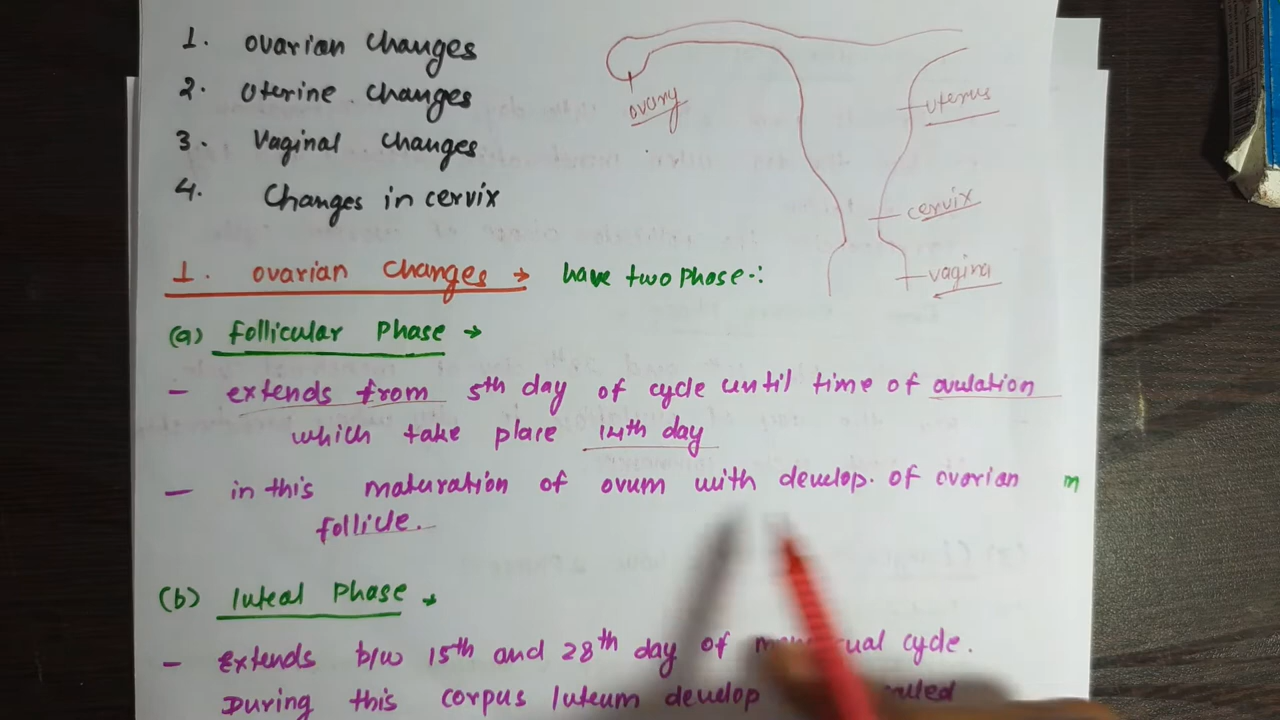 1. ovarian changes
2. Uterine changes
3. Vaginal changes
4. Changes in cervix
ovary
uterus
cervix
vagina
1. ovarian changes → have two phase-:
(a) follicular Phase →
- extends from 5th day of cycle until time of ovulation
which take place 14th day
- in this maturation of ovum with develop. of ovarian m
follicle.
(b) luteal Phase →
- Extends b/w 15th and 28th day of menstrual cycle.
During this corpus luteum develop